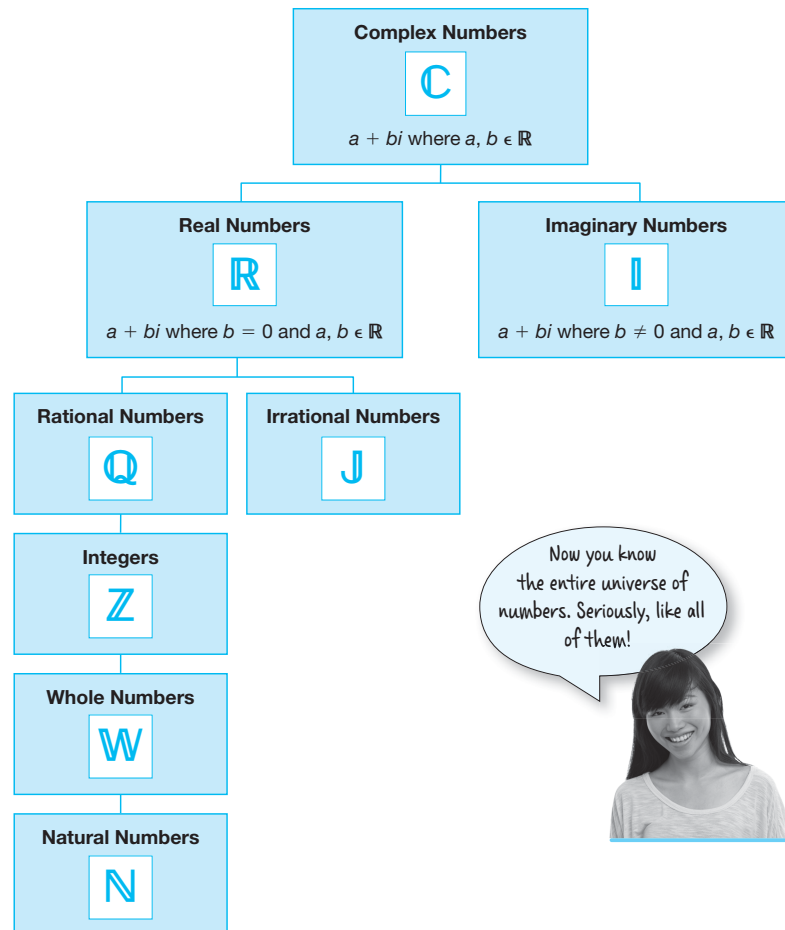 Complex Numbers
ℂ
a + bi where a, b ϵ ℝ
Real Numbers
ℝ
a + bi where b = 0 and a, b ϵ ℝ
Imaginary Numbers
𝕀
a + bi where b ≠ 0 and a, b ϵ ℝ
Rational Numbers
ℚ
Irrational Numbers
𝕁
Integers
ℤ
Whole Numbers
𝕎
Natural Numbers
ℕ
Now you know
the entire universe of
numbers. Seriously, like all
of them!